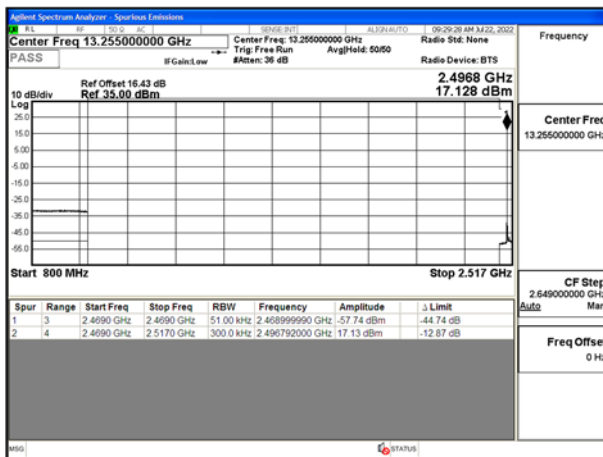 Agilent Spectrum Analyzer - Spurious Emissions
RL RF 50 Ω AC SENSE:INT ALIGNAUTO 09:29:28 AM Jul 22, 2022
Center Freq 13.255000000 GHz
Center Freq: 13.255000000 GHz
Radio Std: None
Trig: Free Run Avg|Hold: 50/50
PASS
IFGain:Low
#Atten: 36 dB
Radio Device: BTS
Ref Offset 16.43 dB
2.4968 GHz
10 dB/div Ref 35.00 dBm
17.128 dBm
Log
25.0
15.0
5.00
-5.00
-15.0
-25.0
-35.0
-45.0
-55.0
Start 800 MHz Stop 2.517 GHz
Spur Range Start Freq Stop Freq RBW Frequency Amplitude Δ Limit
1 3 2.4690 GHz 2.4690 GHz 51.00 kHz 2.468999990 GHz -57.74 dBm -44.74 dB
2 4 2.4690 GHz 2.5170 GHz 300.0 kHz 2.496792000 GHz 17.13 dBm -12.87 dB
MSG STATUS
Frequency
Center Freq
13.255000000 GHz
CF Step
2.649000000 GHz
Auto Man
Freq Offset
0 Hz